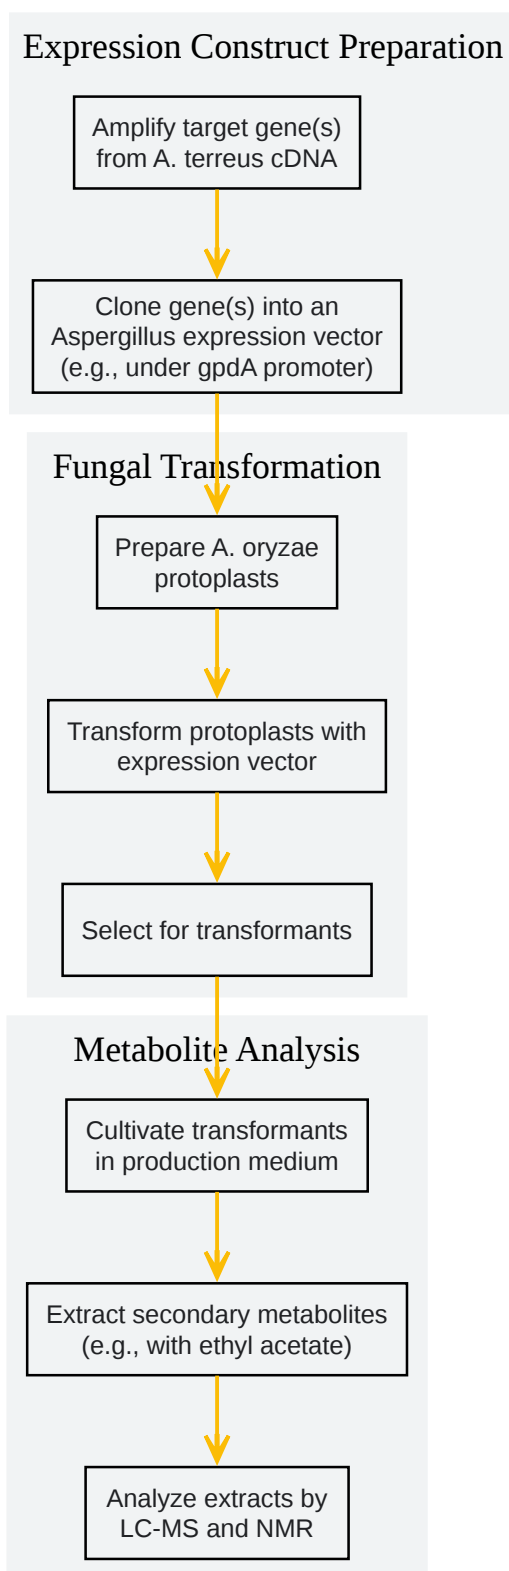 Expression Construct Preparation
Amplify target gene(s)
from A. terreus cDNA
Clone gene(s) into an
Aspergillus expression vector
(e.g., under gpdA promoter)
Fungal Transformation
Prepare A. oryzae
protoplasts
Transform protoplasts with
expression vector
Select for transformants
Metabolite Analysis
Cultivate transformants
in production medium
Extract secondary metabolites
(e.g., with ethyl acetate)
Analyze extracts by
LC-MS and NMR